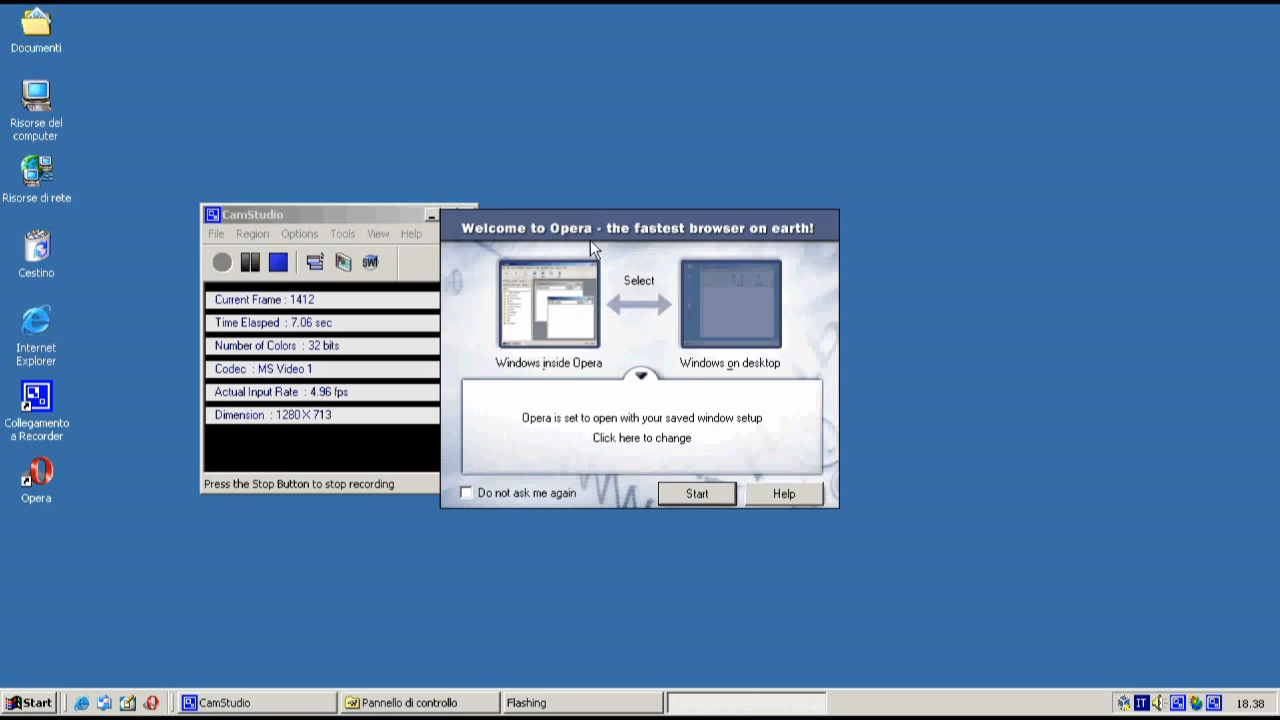 Documenti
Risorse del
computer
Risorse di rete
Cestino
Internet
Explorer
Collegamento
a Recorder
Opera
CamStudio
File Region Options Tools View Help
SWF
Current Frame : 1412
Time Elasped : 7.06 sec
Number of Colors : 32 bits
Codec : MS Video 1
Actual Input Rate : 4.96 fps
Dimension : 1280 X 713
Press the Stop Button to stop recording
Welcome to Opera - the fastest browser on earth!
Select
Windows inside Opera
Windows on desktop
Opera is set to open with your saved window setup
Click here to change
Do not ask me again
Start
Help
Start
CamStudio
Pannello di controllo
Flashing
IT
18.38